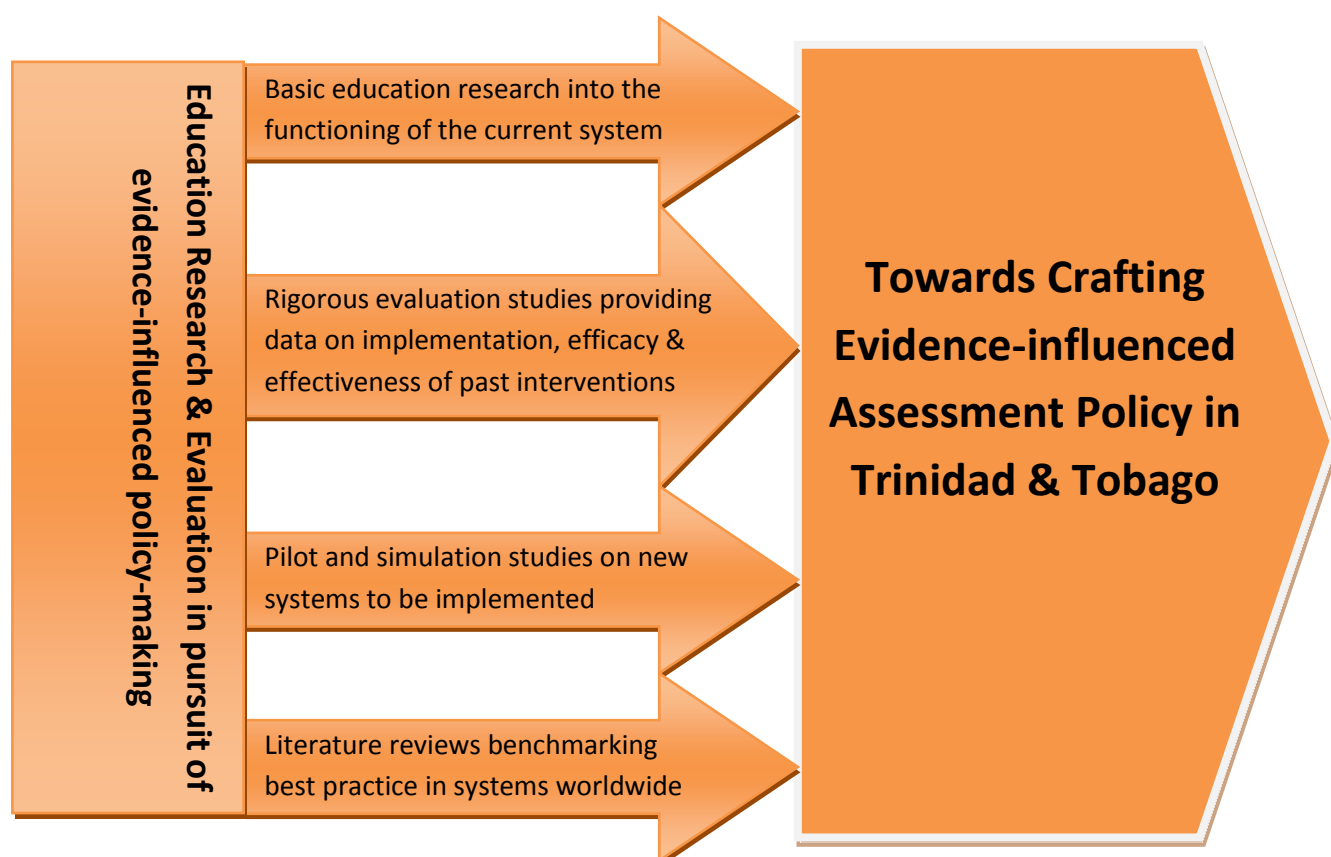 Education Research & Evaluation in pursuit of
evidence-influenced policy-making
Basic education research into the
functioning of the current system
Rigorous evaluation studies providing
data on implementation, efficacy &
effectiveness of past interventions
Pilot and simulation studies on new
systems to be implemented
Literature reviews benchmarking
best practice in systems worldwide
Towards Crafting
Evidence-influenced
Assessment Policy in
Trinidad & Tobago